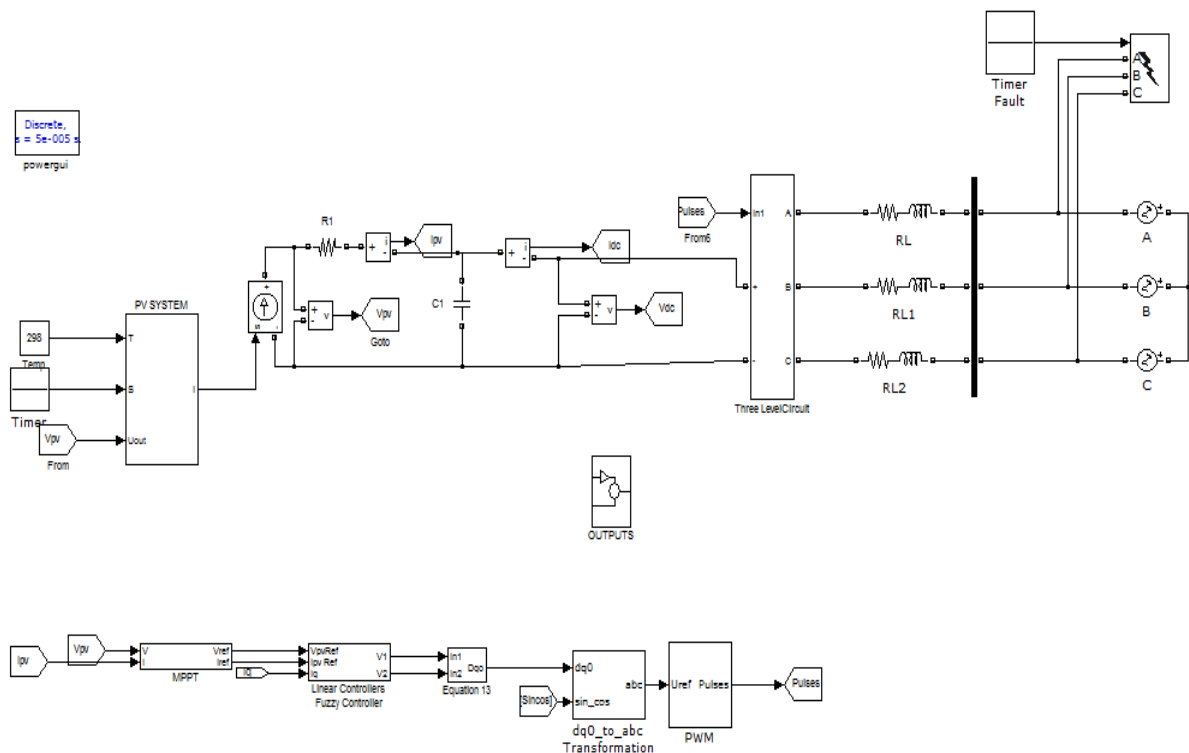 Timer
Fault
A
B
C
Discrete,
s = 5e-005 s.
powergui
R1
+
i
-
Ipv
+
i
-
Idc
Pulses
From6
In1
A
B
C
+
-
Three LevelCIrcuit
RL
RL1
RL2
+
A
+
B
+
C
C1
+
-
v
Vpv
Goto
+
-
v
Vdc
+
s
-
PV SYSTEM
298
Temp
Timer
Vpv
From
T
S
Uout
I
OUTPUTS
Ipv
Vpv
V
I
Vref
Iref
MPPT
Iq
VpvRef
Ipv Ref
Iq
V1
V2
Linear Controllers
Fuzzy Controller
In1
In2
Dqo
Equation 13
[Sincos]
dq0
sin_cos
abc
dq0_to_abc
Transformation
Uref
Pulses
PWM
Pulses